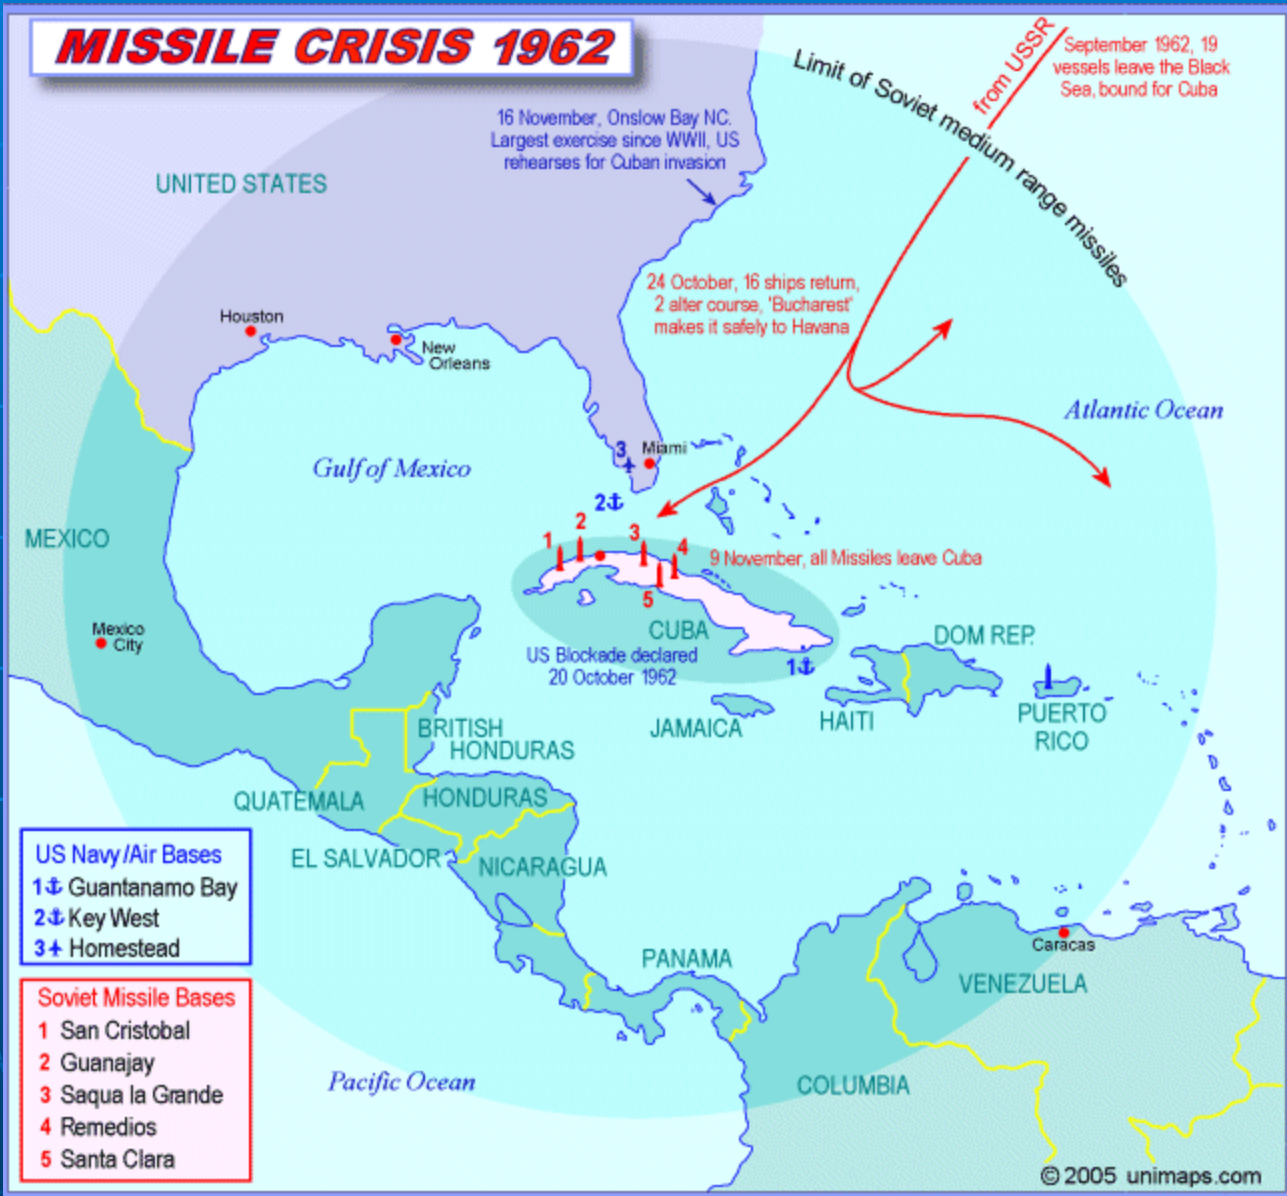 MISSILE CRISIS 1962
from USSR
September 1962, 19
vessels leave the Black
Sea, bound for Cuba
Limit of Soviet medium range missiles
16 November, Onslow Bay NC.
Largest exercise since WWII, US
rehearses for Cuban invasion
UNITED STATES
24 October, 16 ships return,
2 alter course, 'Bucharest'
makes it safely to Havana
Houston
New
Orleans
Atlantic Ocean
Gulf of Mexico
3
Miami
2
MEXICO
1
2
3
4
5
9 November, all Missiles leave Cuba
Mexico
City
CUBA
US Blockade declared
20 October 1962
1
DOM REP.
JAMAICA
HAITI
PUERTO
RICO
BRITISH
HONDURAS
QUATEMALA
HONDURAS
EL SALVADOR
NICARAGUA
US Navy/Air Bases
1 Guantanamo Bay
2 Key West
3 Homestead
PANAMA
Caracas
VENEZUELA
Soviet Missile Bases
1 San Cristobal
2 Guanajay
3 Saqua la Grande
4 Remedios
5 Santa Clara
Pacific Ocean
COLUMBIA
© 2005 unimaps.com